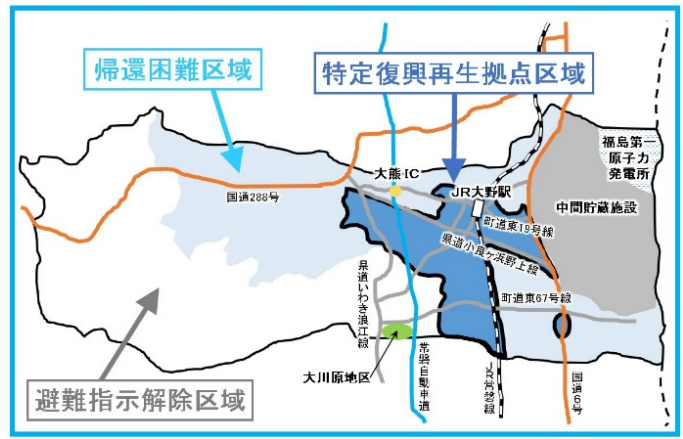 帰還困難区域
特定復興再生拠点区域
福島第一
原子力
発電所
大熊IC
JR大野駅
中間貯蔵施設
国道288号
町道東19号線
県道小良ヶ浜野上線
県道いわき浪江線
町道東67号線
大川原地区
常磐自動車道
JR常磐線
国道6号
避難指示解除区域